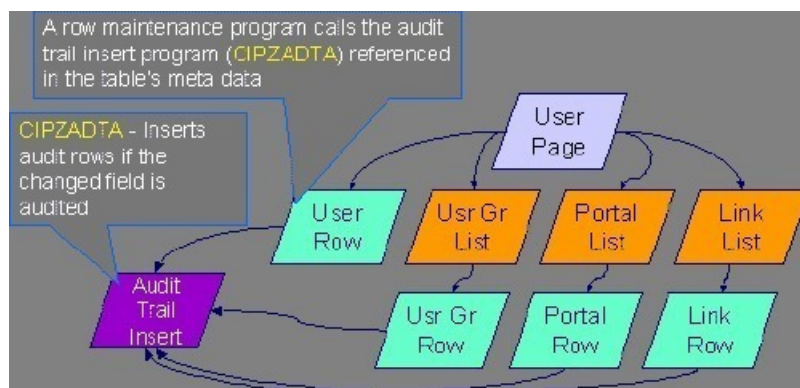 A row maintenance program calls the audit
trail insert program (CIPZADTA) referenced
in the table's meta data
CIPZADTA - Inserts
audit rows if the
changed field is
audited
User
Page
User
Row
Usr Gr
List
Portal
List
Link
List
Audit
Trail
Insert
Usr Gr
Row
Portal
Row
Link
Row